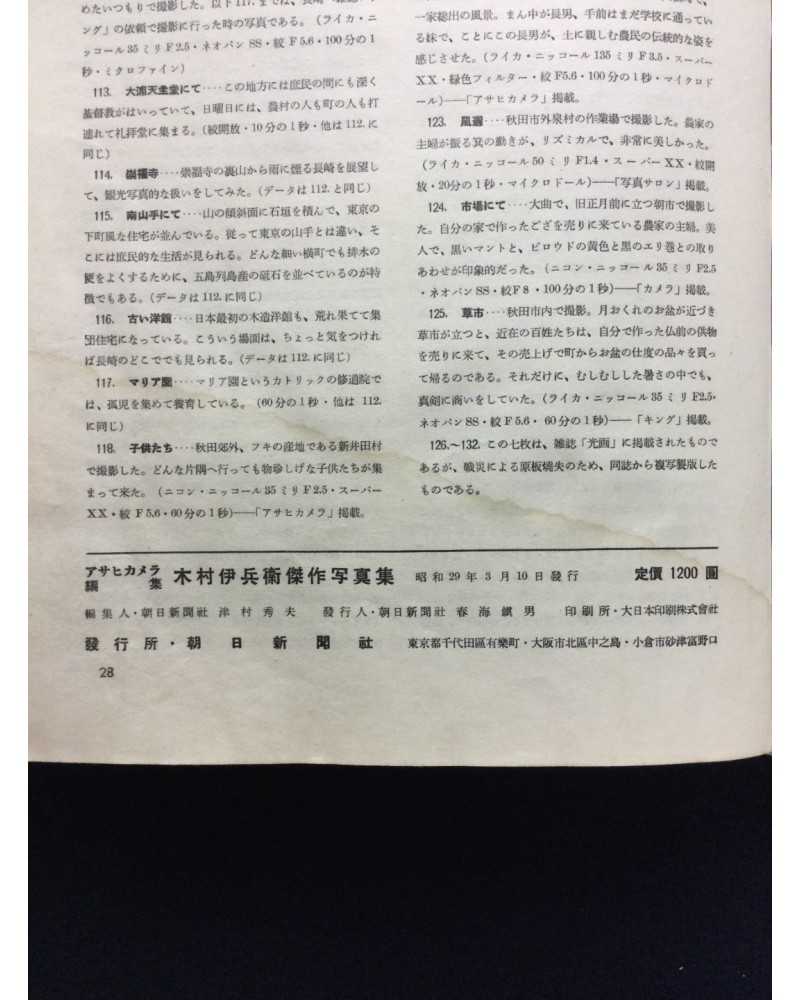 めたいつもりで撮影した。以下117.までは、長崎
ング」の依頼で撮影に行った時の写真である。（ライカ・ニ
ッコール35ミリF2.5・ネオパンSS・絞F5.6・100分の1
秒・ミクロファイン）
113. 大浦天主堂にて‥‥この地方には庶民の間にも深く
基督教がはいっていて、日曜日には、農村の人も町の人も打
連れて礼拝堂に集まる。（絞開放・10分の1秒・他は112.に
同じ）
114. 崇福寺‥‥崇福寺の裏山から雨に煙る長崎を展望し
て、観光写真的な扱いをしてみた。（データは112.と同じ）
115. 南山手にて‥‥山の傾斜面に石垣を積んで、東京の
下町風な住宅が並んでいる。従って東京の山手とは違い、そ
こには庶民的な生活が見られる。どんな細い横町でも排水の
便をよくするために、五島列島産の砥石を並べているのが特
徴でもある。（データは112.に同じ）
116. 古い洋館‥‥日本最初の木造洋館も、荒れ果てて集
団住宅になっている。こういう場面は、ちょっと気をつけれ
ば長崎のどこででも見られる。（データは112.に同じ）
117. マリア園‥‥マリア園というカトリックの修道院で
は、孤児を集めて養育している。（60分の1秒・他は 112.
に同じ）
118. 子供たち‥‥秋田郊外、フキの産地である新井田村
で撮影した。どんな片隅へ行っても物珍しげな子供たちが集
まって来た。（ニコン・ニッコール35ミリF2.5・スーパー
XX・絞F5.6・60分の1秒）――「アサヒカメラ」掲載。
一家総出の風景。まん中が長男、手前はまだ学校に通ってい
る妹で、ことにこの長男が、土に親しむ農民の伝統的な姿を
感じさせた。（ライカ・ニッコール135ミリF3.5・スーパー
XX・緑色フィルター・絞F5.6・100分の1秒・マイクロド
ール）――「アサヒカメラ」掲載。
123. 風選‥‥秋田市外泉村の作業場で撮影した。農家の
主婦が振る箕の動きが、リズミカルで、非常に美しかった。
（ライカ・ニッコール50ミリF1.4・スーパーXX・絞開
放・20分の1秒・マイクロドール）――「写真サロン」掲載。
124. 市場にて‥‥大曲で、旧正月前に立つ朝市で撮影し
た。自分の家で作ったござを売りに来ている農家の主婦。美
人で、黒いマントと、ビロウドの黄色と黒のエリ巻との取り
あわせが印象的だった。（ニコン・ニッコール35ミリF2.5
・ネオパンSS・絞F8・100分の1秒）――「カメラ」掲載。
125. 草市‥‥秋田市内で撮影。月おくれのお盆が近づき
草市が立つと、近在の百姓たちは、自分で作った仏前の供物
を売りに来て、その売上げで町からお盆の仕度の品々を買っ
て帰るのである。それだけに、むしむしした暑さの中でも、
真剣に商いをしていた。（ライカ・ニッコール35ミリF2.5・
ネオパンSS・絞F5.6・60分の1秒）――「キング」掲載。
126.～132. この七枚は、雑誌「光画」に掲載されたもので
あるが、戦災による原板焼失のため、同誌から複写製版した
ものである。
アサヒカメラ編集 木村伊兵衛傑作写真集 昭和29年3月10日發行 定價1200圓
編集人・朝日新聞社 津村秀夫 發行人・朝日新聞社 春海鎮男 印刷所・大日本印刷株式會社
發行所・朝日新聞社 東京都千代田區有樂町・大阪市北區中之島・小倉市砂津富野口
28